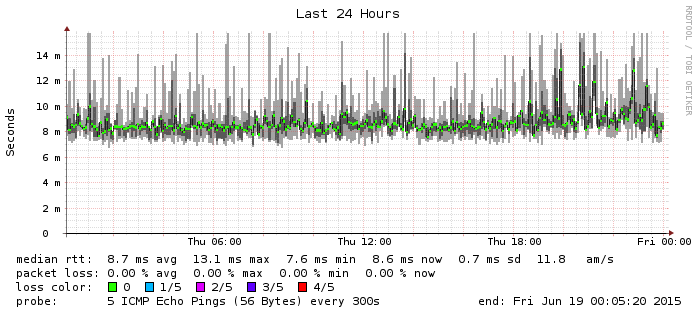 Last 24 Hours
RRDTOOL / TOBI OETIKER
Seconds
14 m
12 m
10 m
8 m
6 m
4 m
2 m
0
Thu 06:00 Thu 12:00 Thu 18:00 Fri 00:00
median rtt: 8.7 ms avg 13.1 ms max 7.6 ms min 8.6 ms now 0.7 ms sd 11.8 am/s
packet loss: 0.00 % avg 0.00 % max 0.00 % min 0.00 % now
loss color: 0 1/5 2/5 3/5 4/5
probe: 5 ICMP Echo Pings (56 Bytes) every 300s end: Fri Jun 19 00:05:20 2015